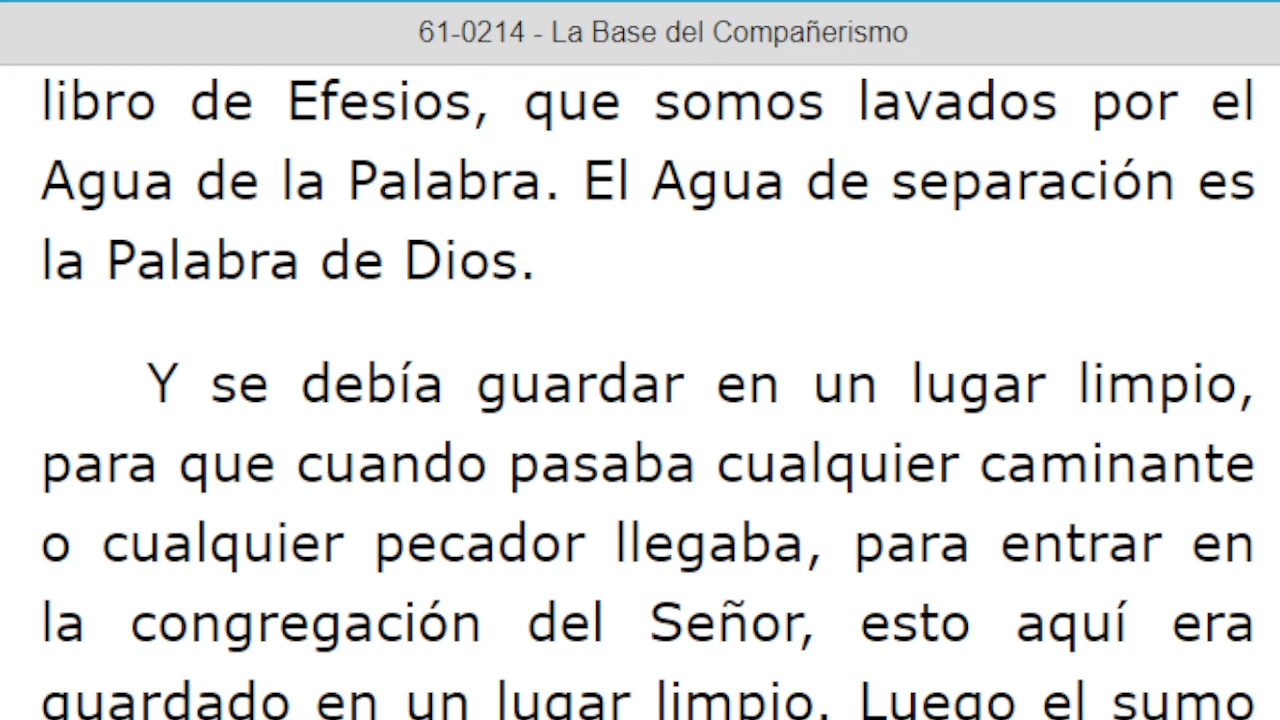 61-0214 - La Base del Compañerismo
libro de Efesios, que somos lavados por el
Agua de la Palabra. El Agua de separación es
la Palabra de Dios.
Y se debía guardar en un lugar limpio,
para que cuando pasaba cualquier caminante
o cualquier pecador llegaba, para entrar en
la congregación del Señor, esto aquí era
guardado en un lugar limpio. Luego el sumo